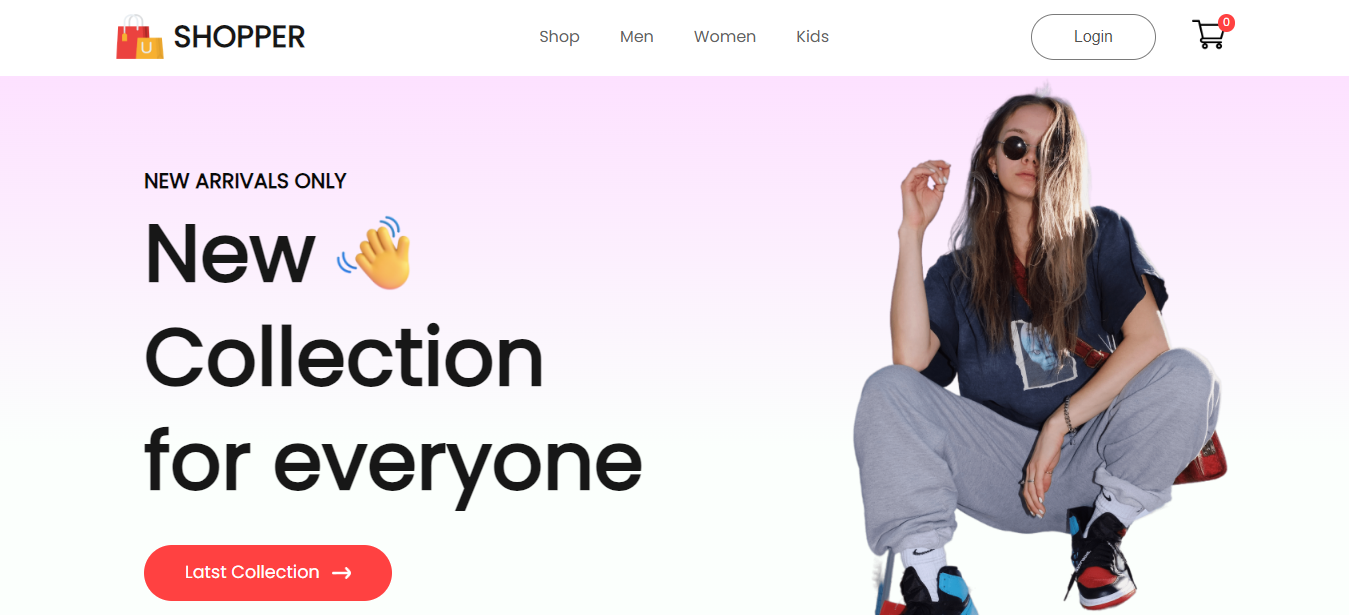 U
SHOPPER
Shop
Men
Women
Kids
Login
0
NEW ARRIVALS ONLY
New 👋
Collection
for everyone
Latst Collection →